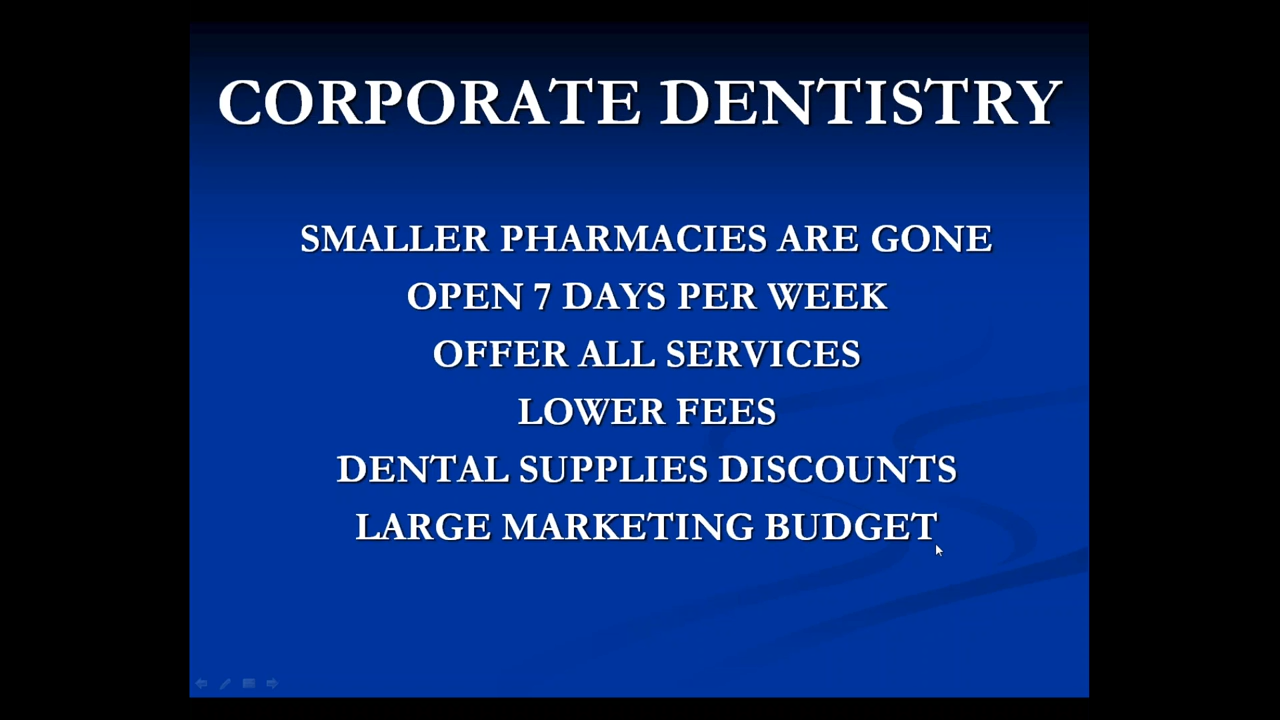 CORPORATE DENTISTRY
SMALLER PHARMACIES ARE GONE
OPEN 7 DAYS PER WEEK
OFFER ALL SERVICES
LOWER FEES
DENTAL SUPPLIES DISCOUNTS
LARGE MARKETING BUDGET